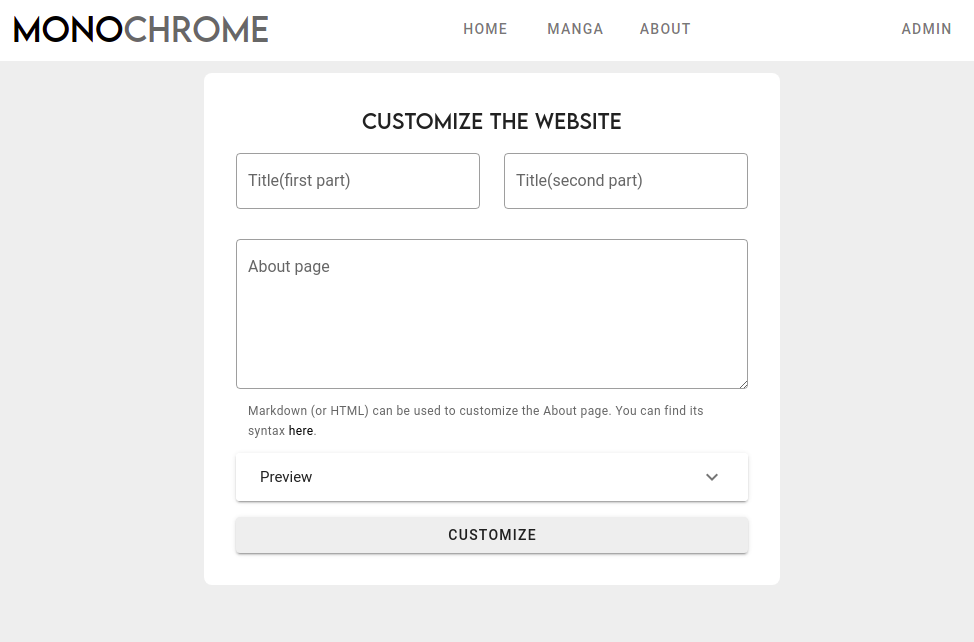 MONOCHROME HOME MANGA ABOUT ADMIN
CUSTOMIZE THE WEBSITE
Title(first part) Title(second part)
About page
Markdown (or HTML) can be used to customize the About page. You can find its
syntax here.
Preview
CUSTOMIZE